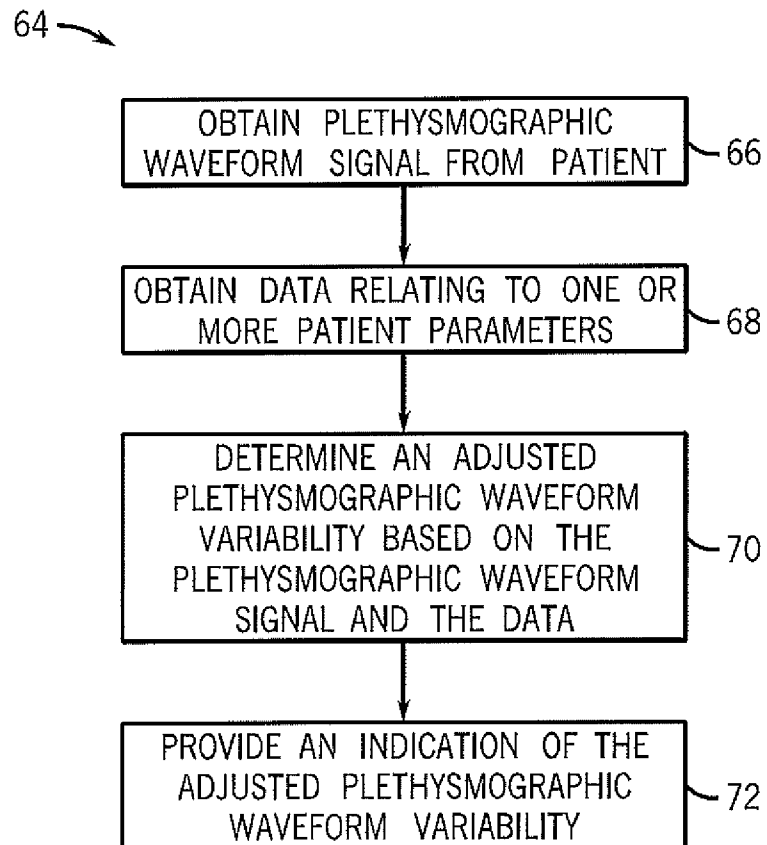 64
OBTAIN PLETHYSMOGRAPHIC
WAVEFORM SIGNAL FROM PATIENT
66
OBTAIN DATA RELATING TO ONE OR
MORE PATIENT PARAMETERS
68
DETERMINE AN ADJUSTED
PLETHYSMOGRAPHIC WAVEFORM
VARIABILITY BASED ON THE
PLETHYSMOGRAPHIC WAVEFORM
SIGNAL AND THE DATA
70
PROVIDE AN INDICATION OF THE
ADJUSTED PLETHYSMOGRAPHIC
WAVEFORM VARIABILITY
72